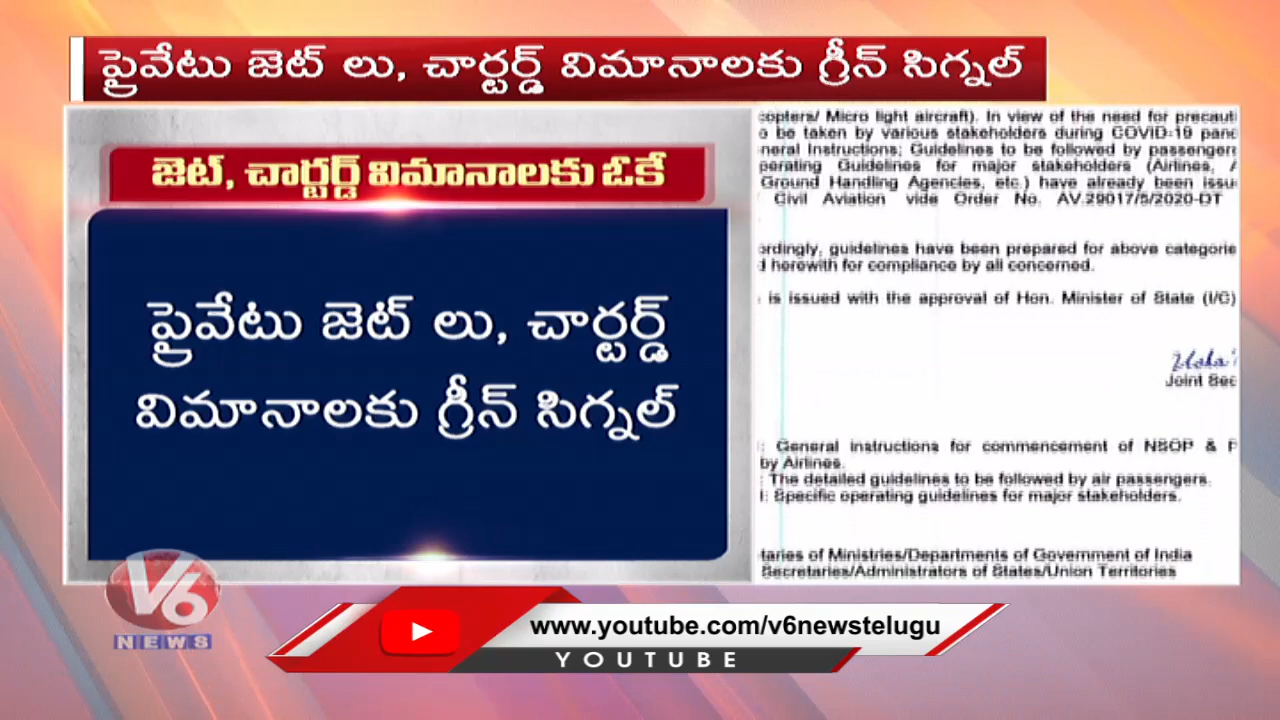 ప్రైవేటు జెట్ లు, చార్టర్డ్ విమానాలకు గ్రీన్ సిగ్నల్
జెట్, చార్టర్డ్ విమానాలకు ఓకే
ప్రైవేటు జెట్ లు, చార్టర్డ్
విమానాలకు గ్రీన్ సిగ్నల్
copters/ Micro light aircraft). In view of the need for precauti
o be taken by various stakeholders during COVID-19 panc
neral Instructions; Guidelines to be followed by passengers
perating Guidelines for major stakeholders (Airlines, A
Ground Handling Agencies, etc.) have already been issu
Civil Aviation vide Order No. AV.29017/5/2020-DT
ordingly, guidelines have been prepared for above categorie
d herewith for compliance by all concerned.
is issued with the approval of Hon. Minister of State (I/C)
Joint Sec
: General instructions for commencement of NSOP & P
by Airlines.
: The detailed guidelines to be followed by air passengers.
I: Specific operating guidelines for major stakeholders.
taries of Ministries/Departments of Government of India
Secretaries/Administrators of States/Union Territories
V6
NEWS
www.youtube.com/v6newstelugu
YOUTUBE